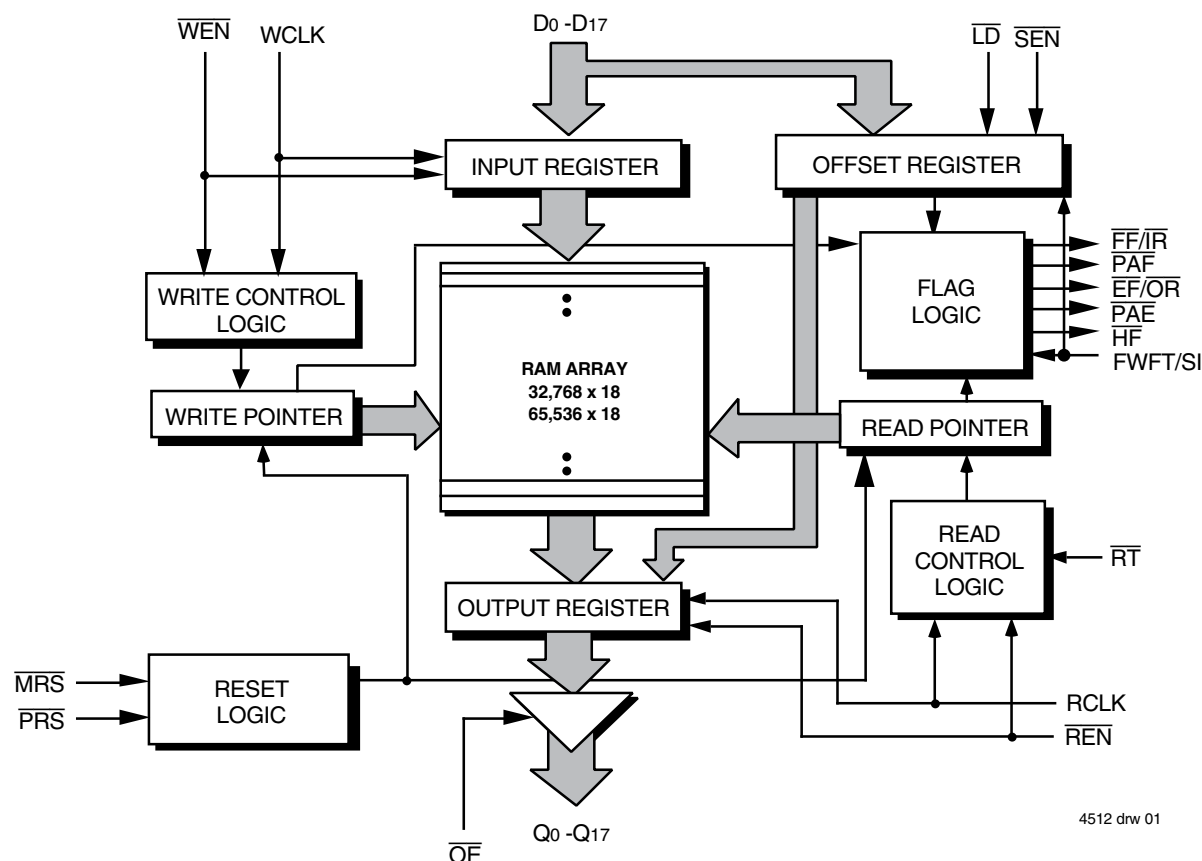 WEN WCLK D0 -D17 LD SEN
INPUT REGISTER
OFFSET REGISTER
WRITE CONTROL
LOGIC
FLAG
LOGIC
FF/IR
PAF
EF/OR
PAE
HF
FWFT/SI
RAM ARRAY
32,768 x 18
65,536 x 18
WRITE POINTER
READ POINTER
READ
CONTROL
LOGIC
RT
OUTPUT REGISTER
MRS
PRS
RESET
LOGIC
RCLK
REN
OE
Q0 -Q17
4512 drw 01